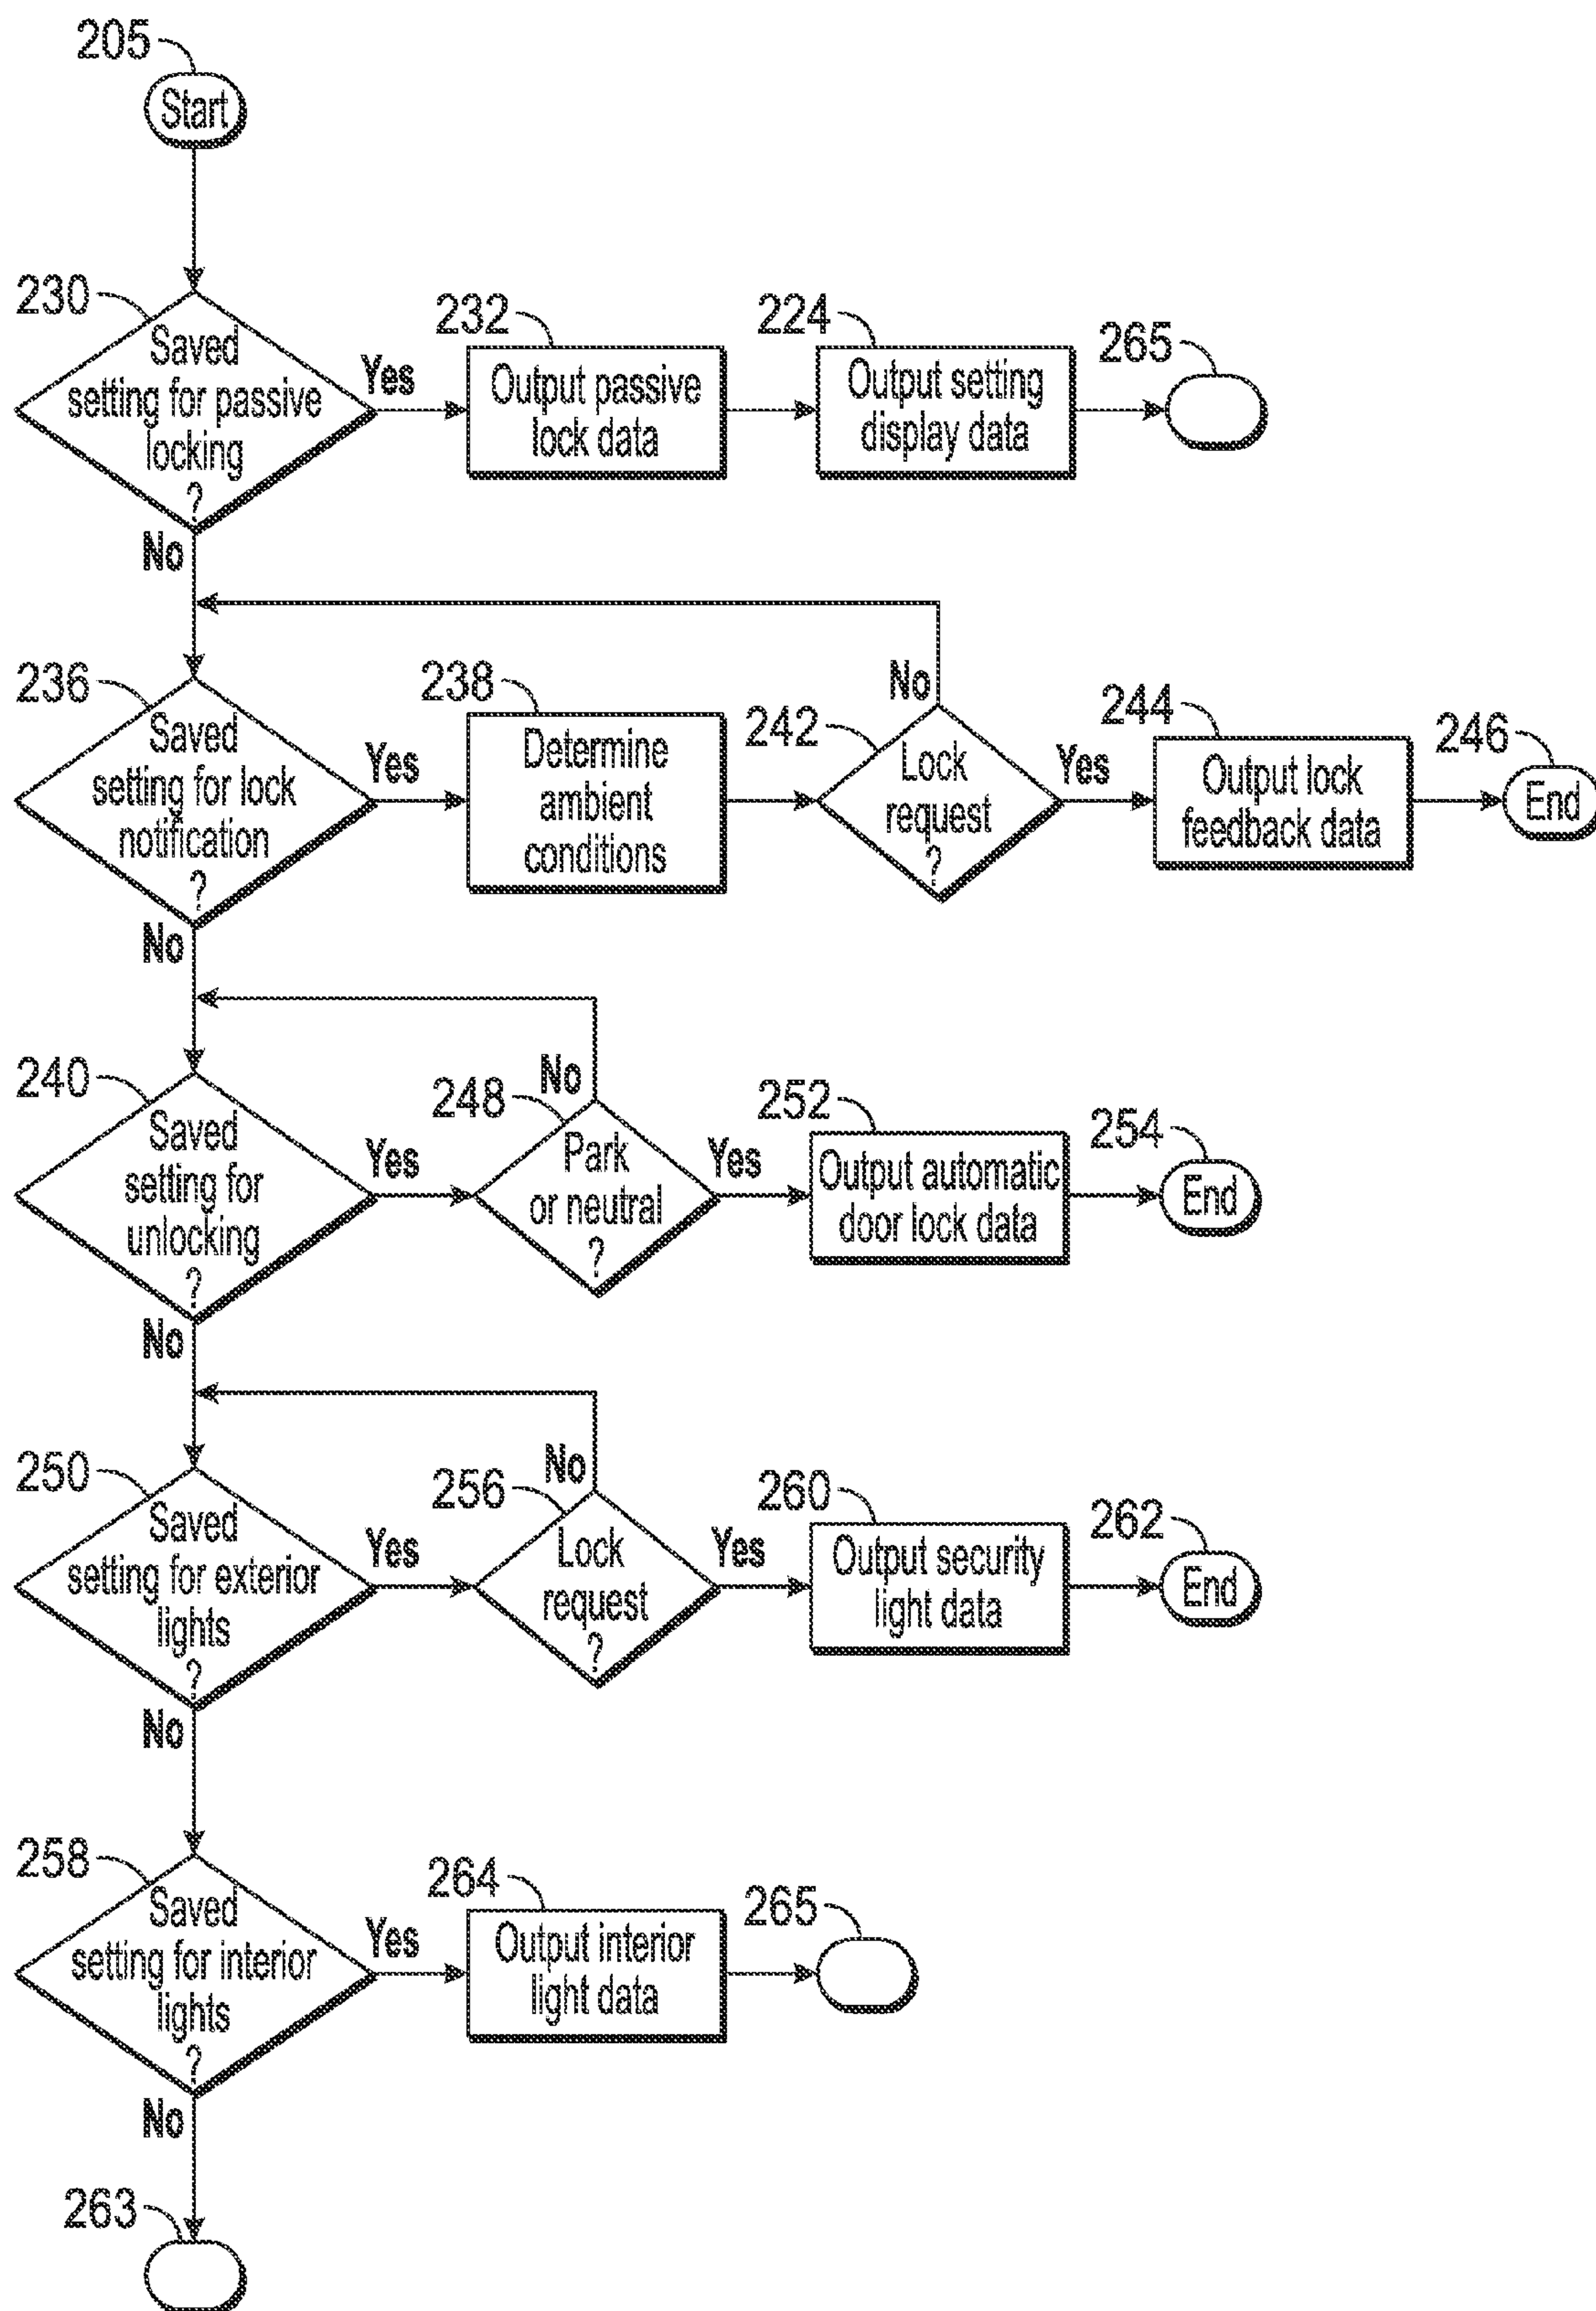 205
Start
230
Saved
setting for passive
locking
?
Yes
No
232
Output passive
lock data
224
Output setting
display data
265
236
Saved
setting for lock
notification
?
Yes
No
238
Determine
ambient
conditions
242
No
Lock
request
?
Yes
244
Output lock
feedback data
246
End
240
Saved
setting for
unlocking
?
Yes
No
248
No
Park
or neutral
?
Yes
252
Output automatic
door lock data
254
End
250
Saved
setting for exterior
lights
?
Yes
No
256
No
Lock
request
?
Yes
260
Output security
light data
262
End
258
Saved
setting for interior
lights
?
Yes
No
264
Output interior
light data
265
263